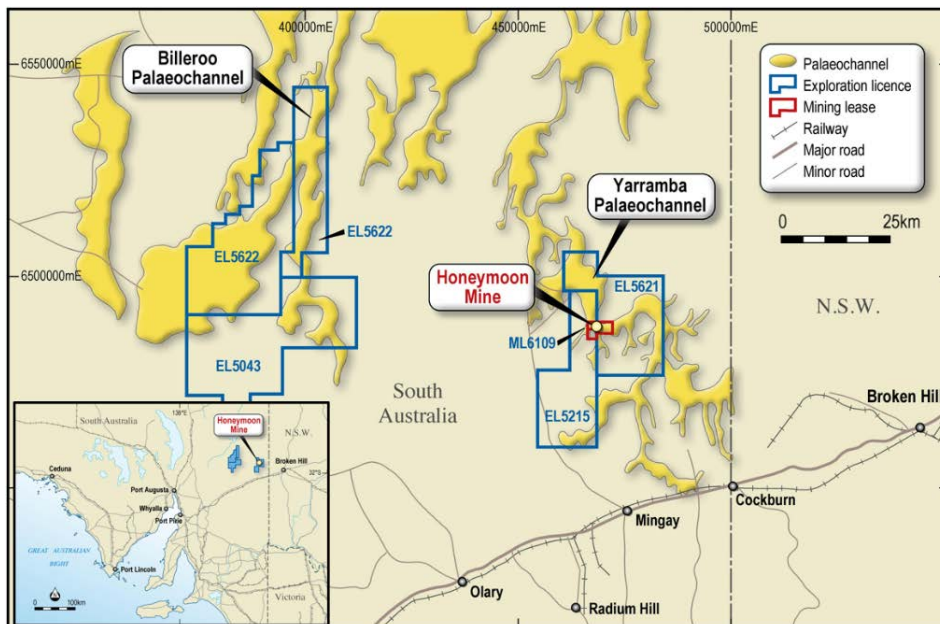 400000mE
450000mE
500000mE
6550000mE
6500000mE
Billeroo
Palaeochannel
Palaeochannel
Exploration licence
Mining lease
Railway
Major road
Minor road
0 25km
Yarramba
Palaeochannel
EL5622
EL5622
Honeymoon
Mine
EL5621
ML6109
N.S.W.
EL5043
South
Australia
EL5215
Broken Hill
Cockburn
Mingay
Olary
Radium Hill
South Australia
138°E
Honeymoon
Mine
N.S.W.
Broken Hill
32°S
Ceduna
Port Augusta
Whyalla
Port Pirie
GREAT AUSTRALIAN
BIGHT
Port Lincoln
0 100km
Victoria